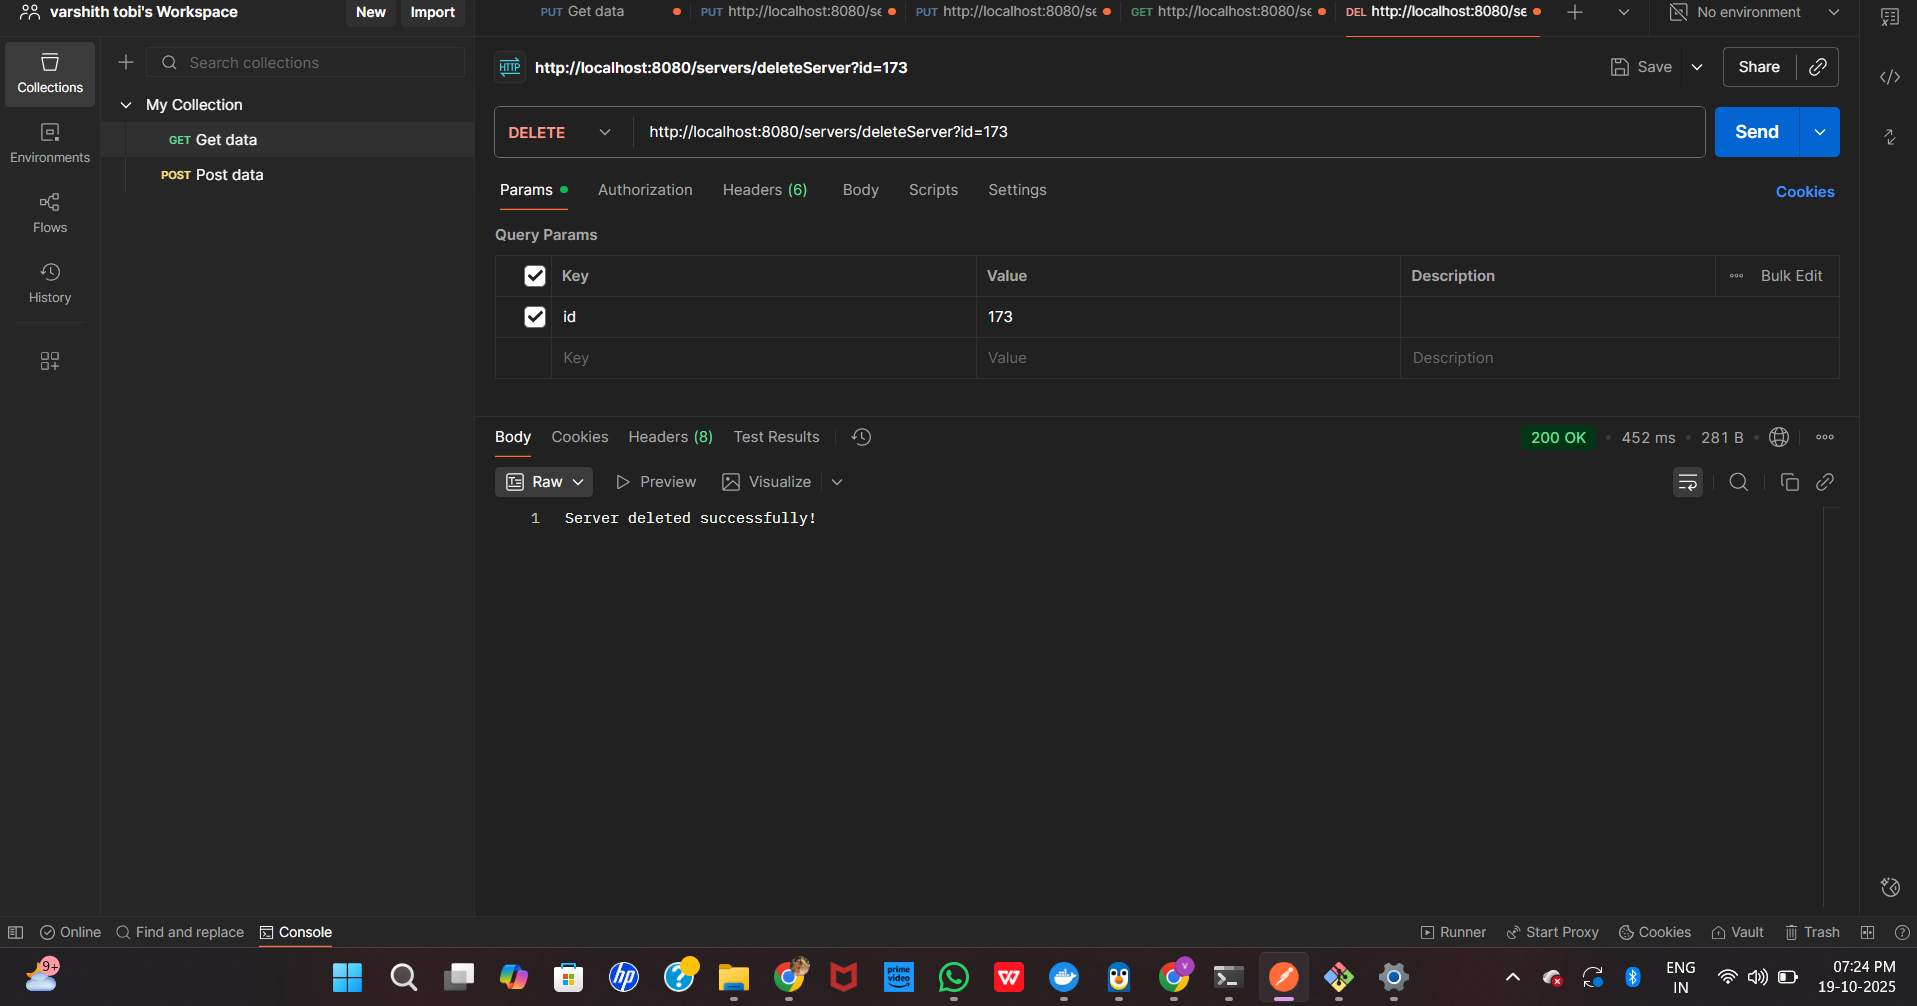 varshith tobi's Workspace
New
Import
PUT Get data
PUT http://localhost:8080/se
PUT http://localhost:8080/se
GET http://localhost:8080/se
DEL http://localhost:8080/se
No environment
Collections
Environments
Flows
History
Search collections
My Collection
GET Get data
POST Post data
HTTP
http://localhost:8080/servers/deleteServer?id=173
Save
Share
DELETE
http://localhost:8080/servers/deleteServer?id=173
Send
Params
Authorization
Headers (6)
Body
Scripts
Settings
Cookies
Query Params
Key
Value
Description
Bulk Edit
id
173
Key
Value
Description
Body
Cookies
Headers (8)
Test Results
200 OK
452 ms
281 B
Raw
Preview
Visualize
1 Server deleted successfully!
Online
Find and replace
Console
Runner
Start Proxy
Cookies
Vault
Trash
9+
hp
?
prime video
W
v
ENG
IN
07:24 PM
19-10-2025